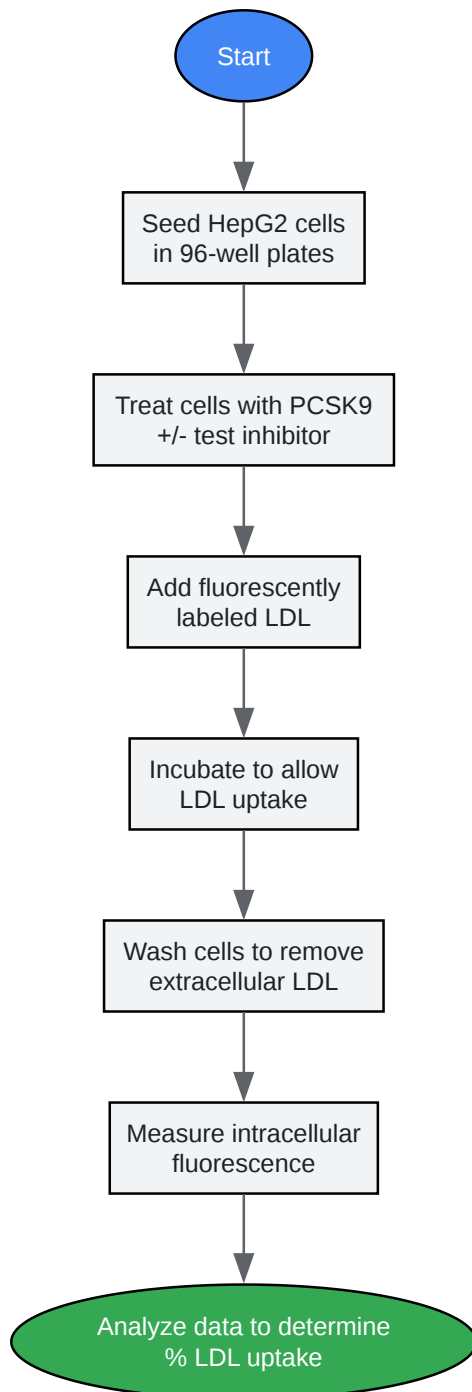 Start
Seed HepG2 cells
in 96-well plates
Treat cells with PCSK9
+/- test inhibitor
Add fluorescently
labeled LDL
Incubate to allow
LDL uptake
Wash cells to remove
extracellular LDL
Measure intracellular
fluorescence
Analyze data to determine
% LDL uptake